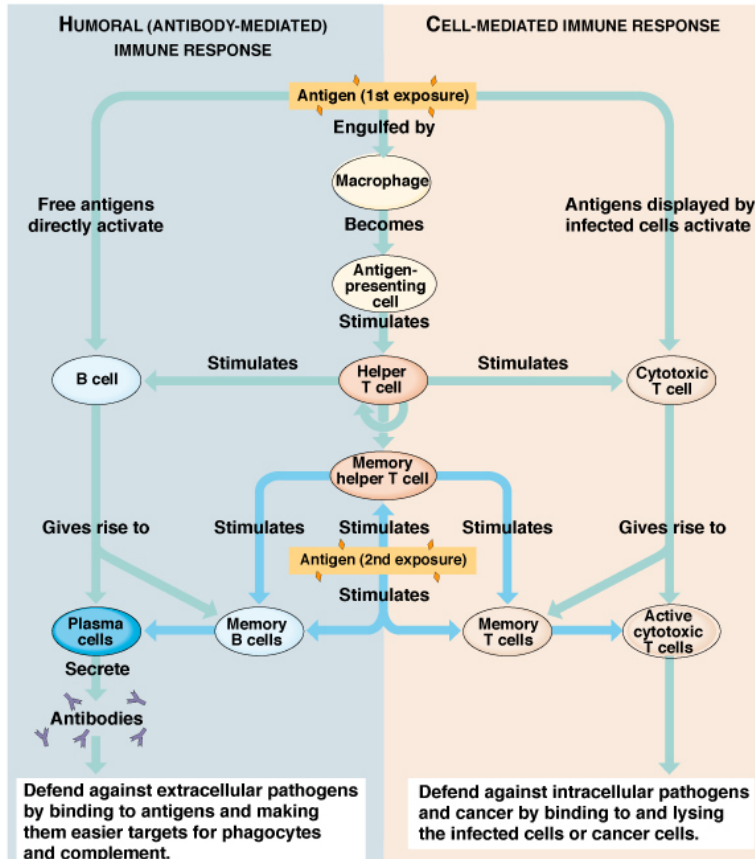 HUMORAL (ANTIBODY-MEDIATED)
IMMUNE RESPONSE
CELL-MEDIATED IMMUNE RESPONSE
Antigen (1st exposure)
Engulfed by
Macrophage
Free antigens
directly activate
Antigens displayed by
infected cells activate
Becomes
Antigen-
presenting
cell
Stimulates
B cell
Stimulates
Helper
T cell
Stimulates
Cytotoxic
T cell
Memory
helper T cell
Gives rise to
Stimulates
Stimulates
Stimulates
Gives rise to
Antigen (2nd exposure)
Stimulates
Plasma
cells
Memory
B cells
Memory
T cells
Active
cytotoxic
T cells
Secrete
Antibodies
Defend against extracellular pathogens
by binding to antigens and making
them easier targets for phagocytes
and complement.
Defend against intracellular pathogens
and cancer by binding to and lysing
the infected cells or cancer cells.